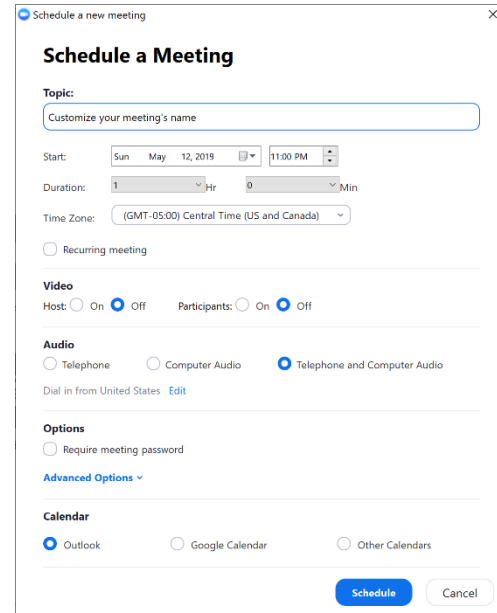 Schedule a new meeting
Schedule a Meeting
Topic:
Customize your meeting's name
Start: Sun May 12, 2019 11:00 PM
Duration: 1 Hr 0 Min
Time Zone: (GMT-05:00) Central Time (US and Canada)
Recurring meeting
Video
Host: On Off Participants: On Off
Audio
Telephone Computer Audio Telephone and Computer Audio
Dial in from United States Edit
Options
Require meeting password
Advanced Options
Calendar
Outlook Google Calendar Other Calendars
Schedule Cancel